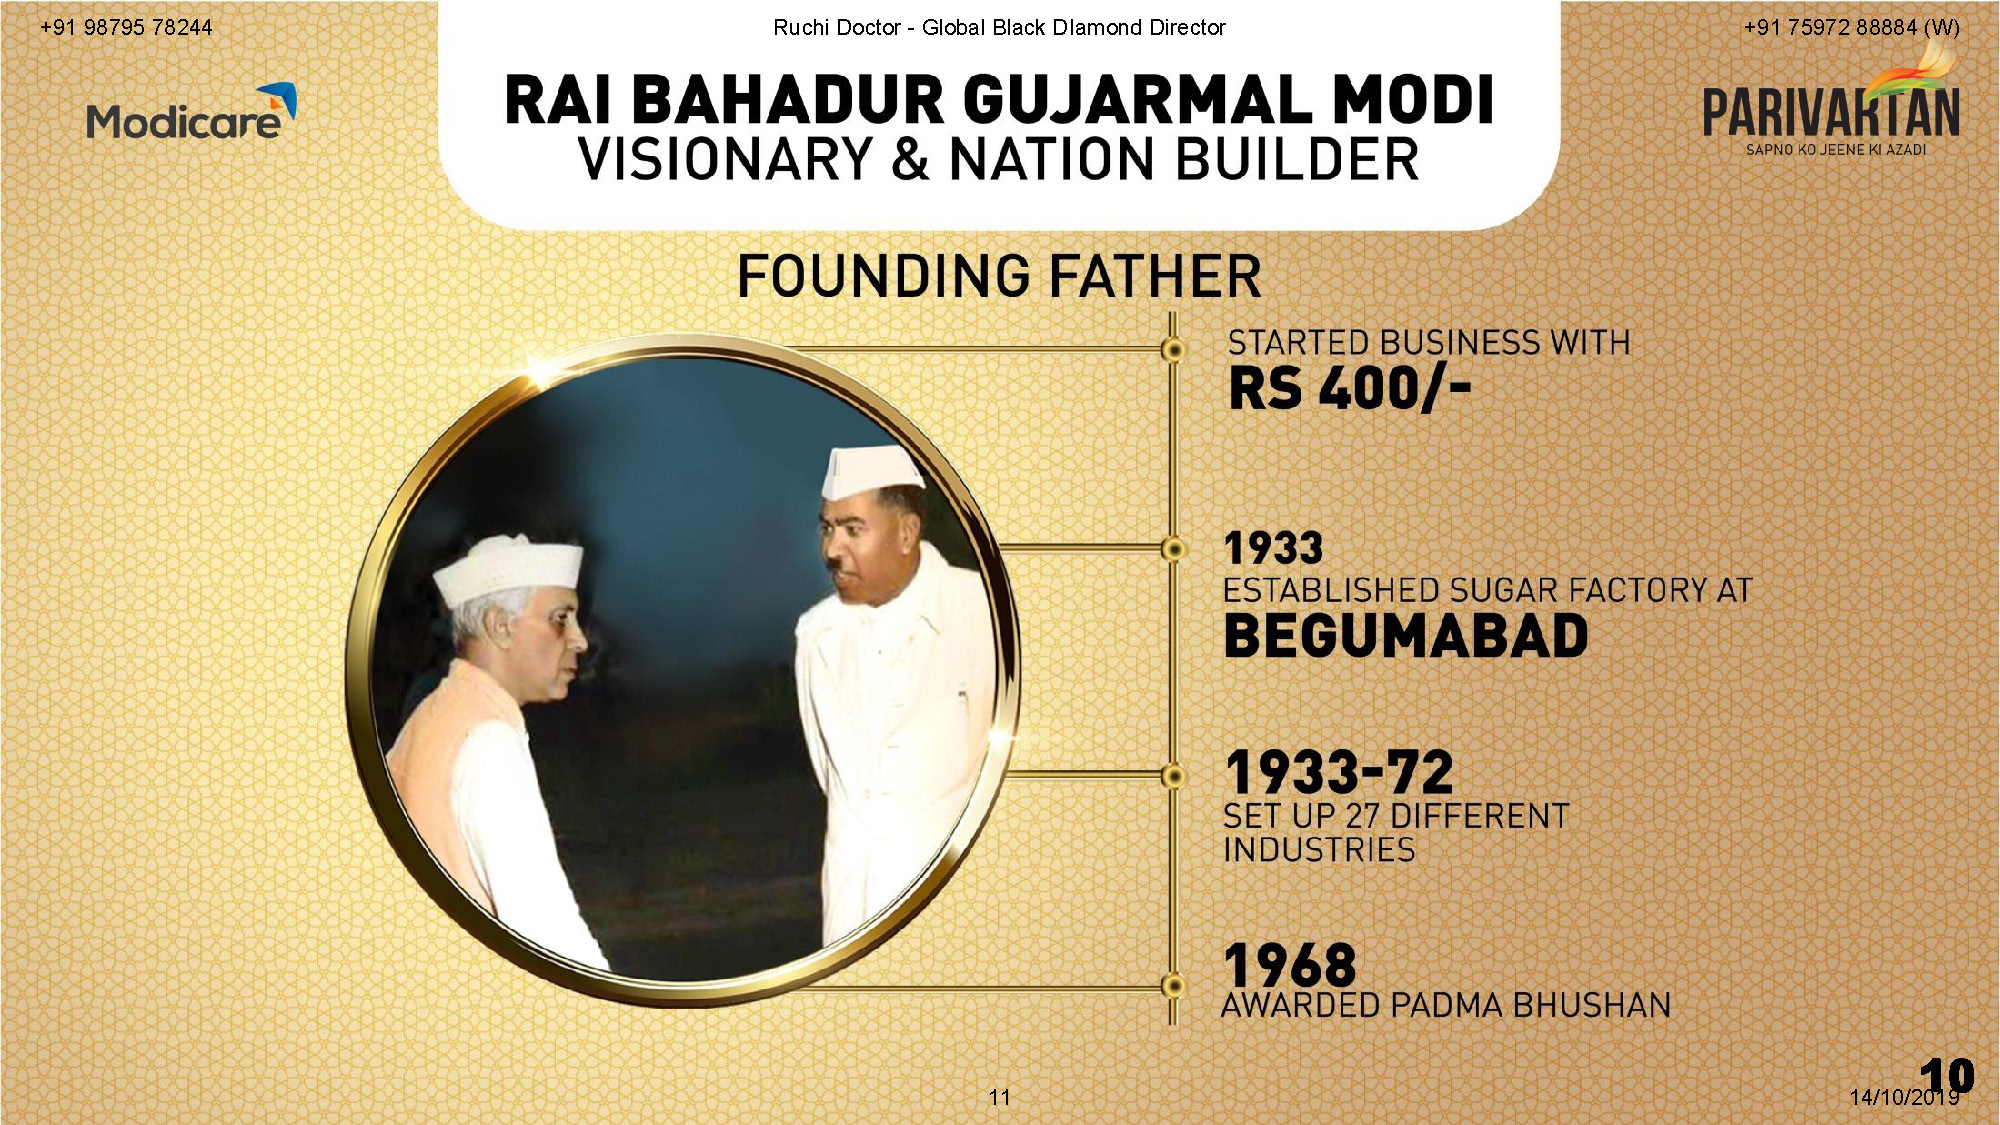 +91 98795 78244
Ruchi Doctor - Global Black DIamond Director
+91 75972 88884 (W)
Modicare
RAI BAHADUR GUJARMAL MODI
VISIONARY & NATION BUILDER
PARIVARTAN
SAPNO KO JEENE KI AZADI
FOUNDING FATHER
STARTED BUSINESS WITH
RS 400/-
1933
ESTABLISHED SUGAR FACTORY AT
BEGUMABAD
1933-72
SET UP 27 DIFFERENT
INDUSTRIES
1968
AWARDED PADMA BHUSHAN
10
11
14/10/2019